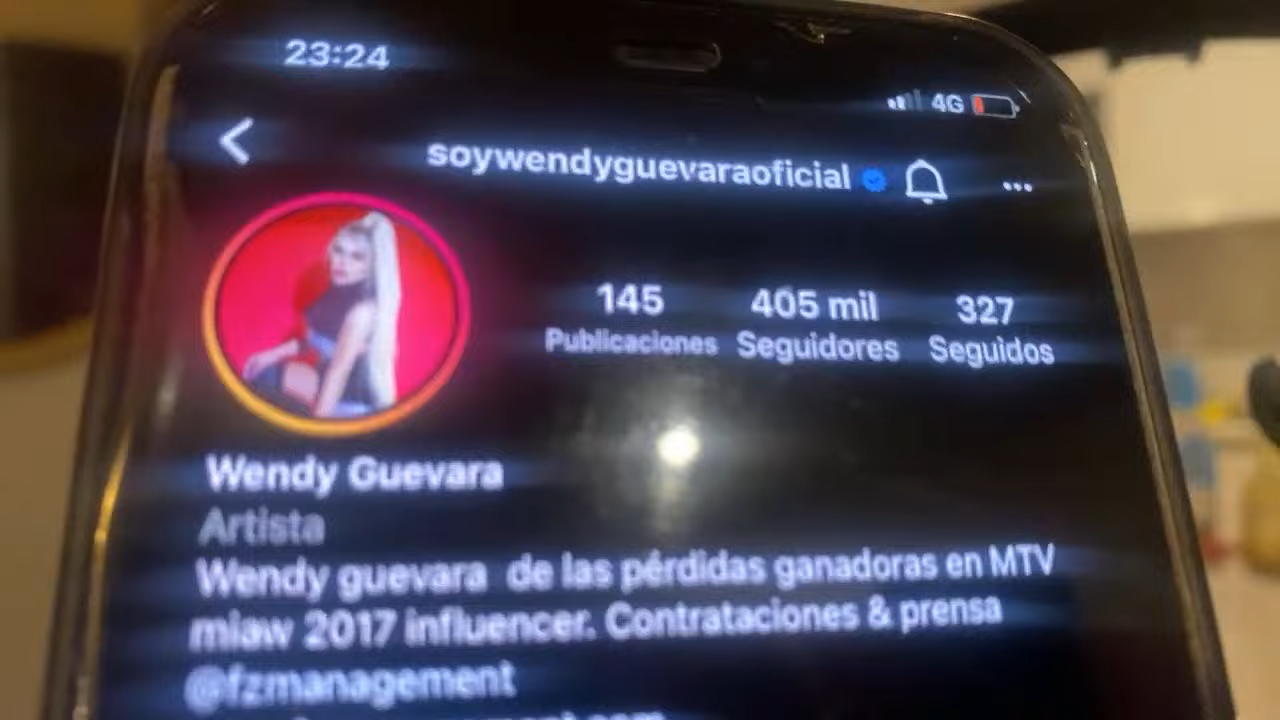 23:24
4G
soywendyguevaraoficial
145 405 mil 327
Publicaciones Seguidores Seguidos
Wendy Guevara
Artista
Wendy guevara de las pérdidas ganadoras en MTV
miaw 2017 influencer. Contrataciones & prensa
@fzmanagement